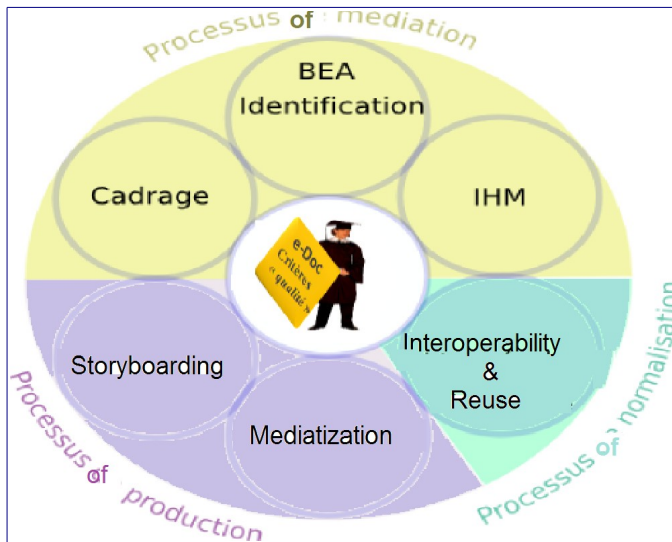 Processus of mediation
BEA
Identification
Cadrage
IHM
e-Doc
Critères
« qualité »
Storyboarding
Interoperability
&
Reuse
Mediatization
Processus of production
Processus of normalisation